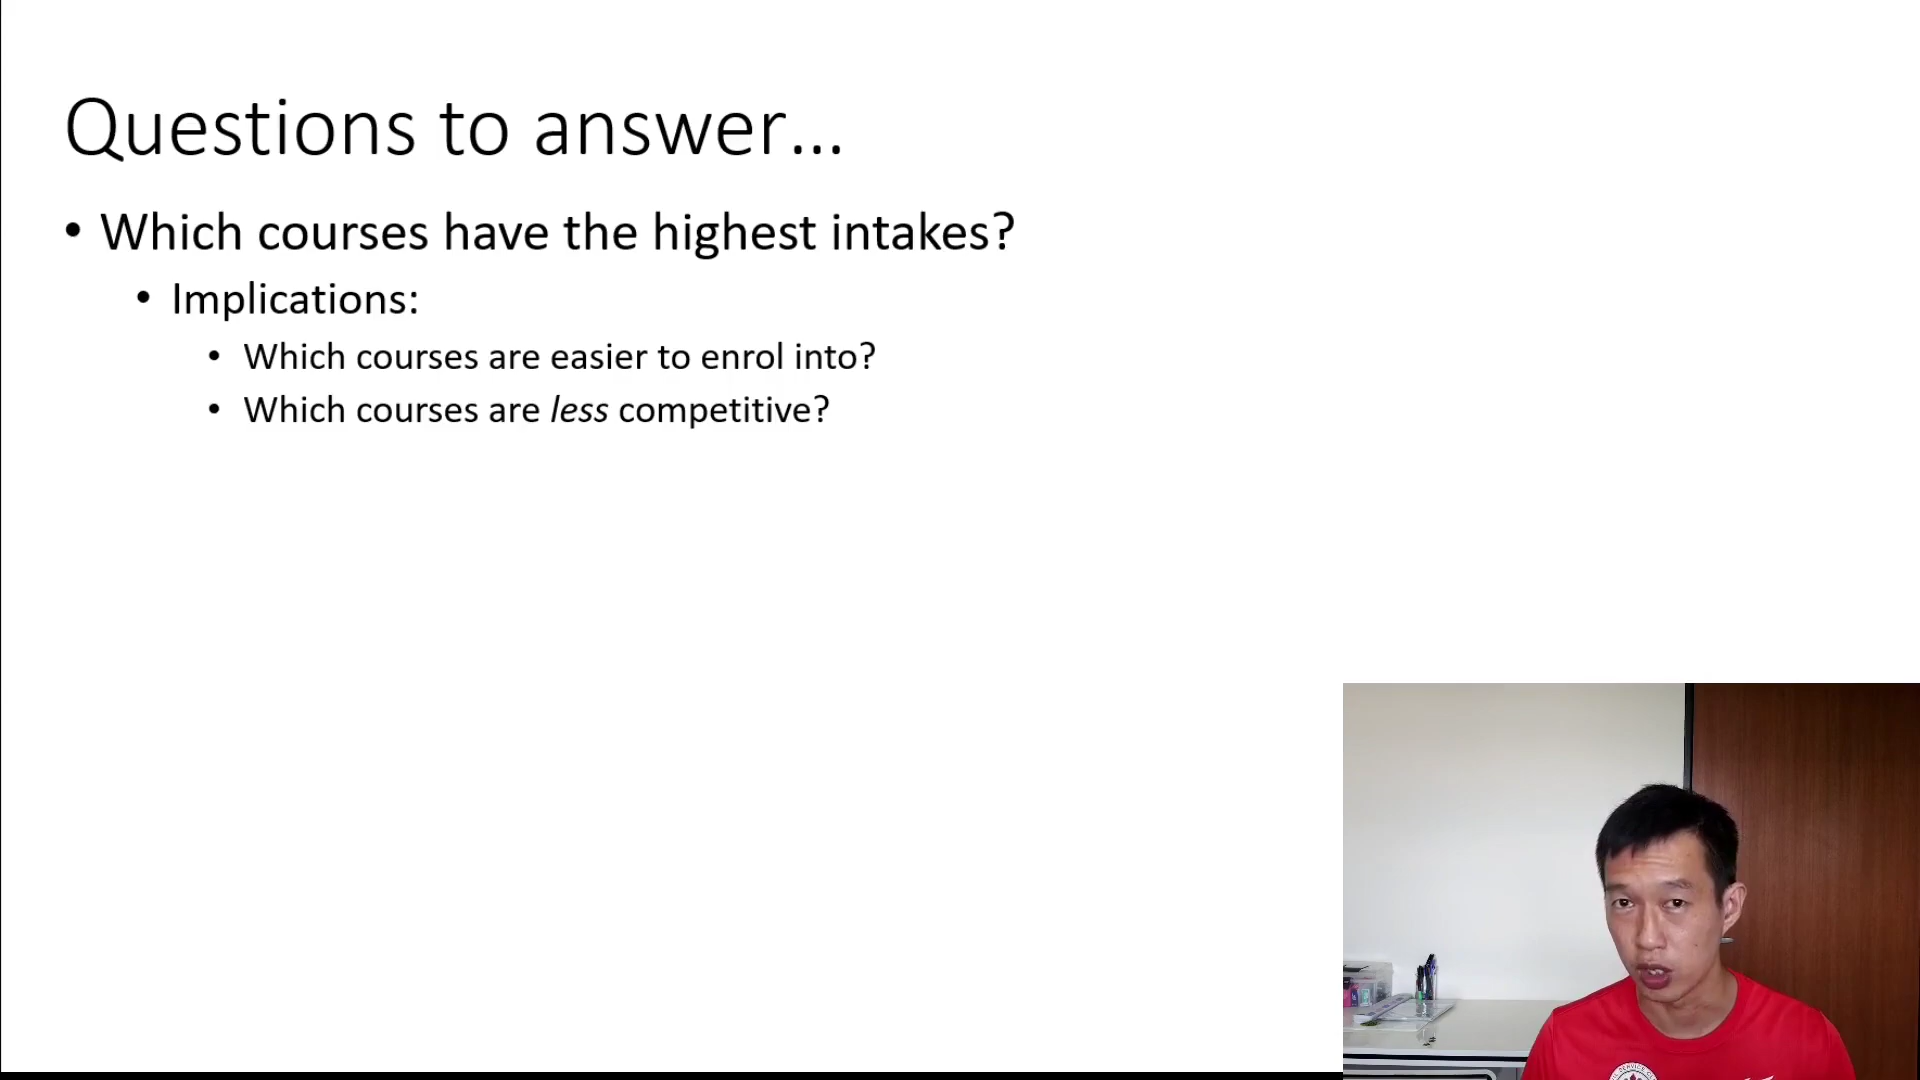 Questions to answer...
• Which courses have the highest intakes?
• Implications:
• Which courses are easier to enrol into?
• Which courses are less competitive?